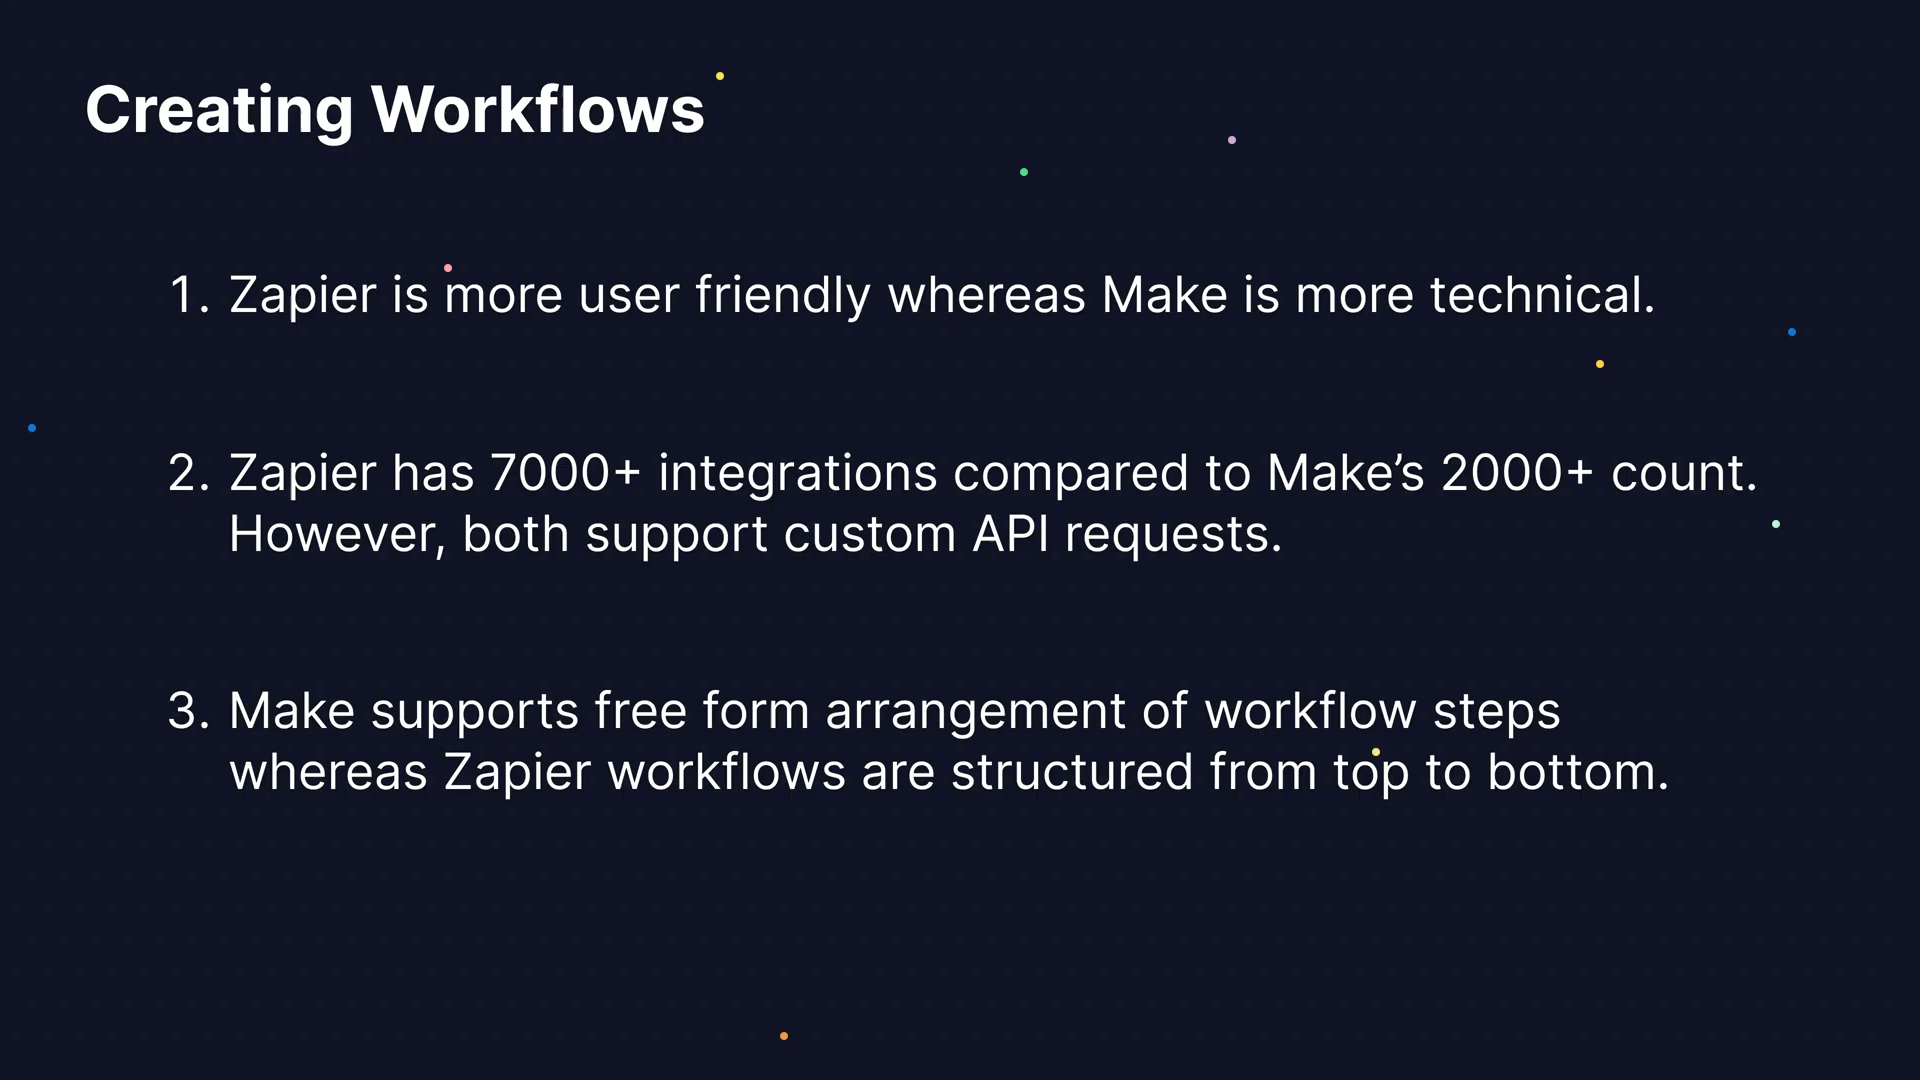 Creating Workflows
1. Zapier is more user friendly whereas Make is more technical.
2. Zapier has 7000+ integrations compared to Make’s 2000+ count.
However, both support custom API requests.
3. Make supports free form arrangement of workflow steps
whereas Zapier workflows are structured from top to bottom.